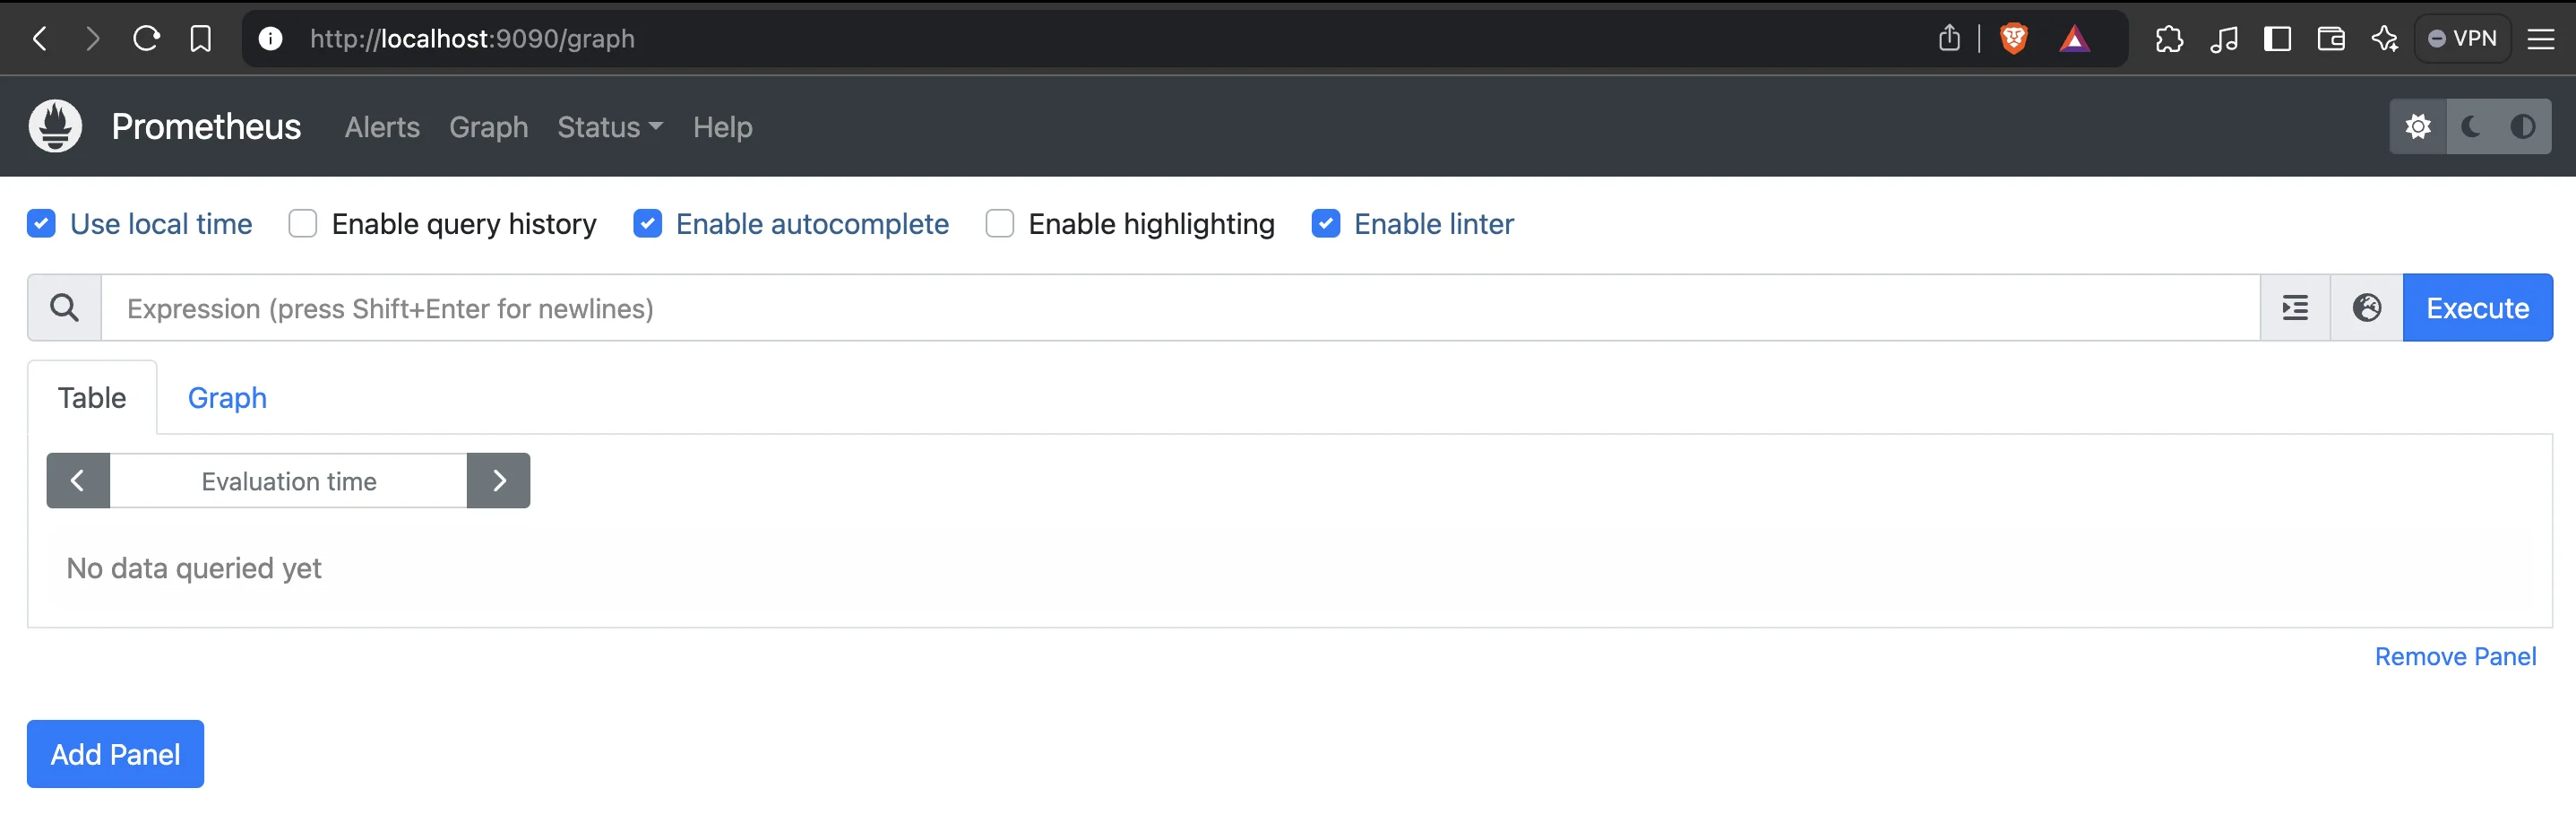 http://localhost:9090/graph
VPN
Prometheus Alerts Graph Status Help
Use local time Enable query history Enable autocomplete Enable highlighting Enable linter
Expression (press Shift+Enter for newlines)
Execute
Table Graph
Evaluation time
No data queried yet
Remove Panel
Add Panel